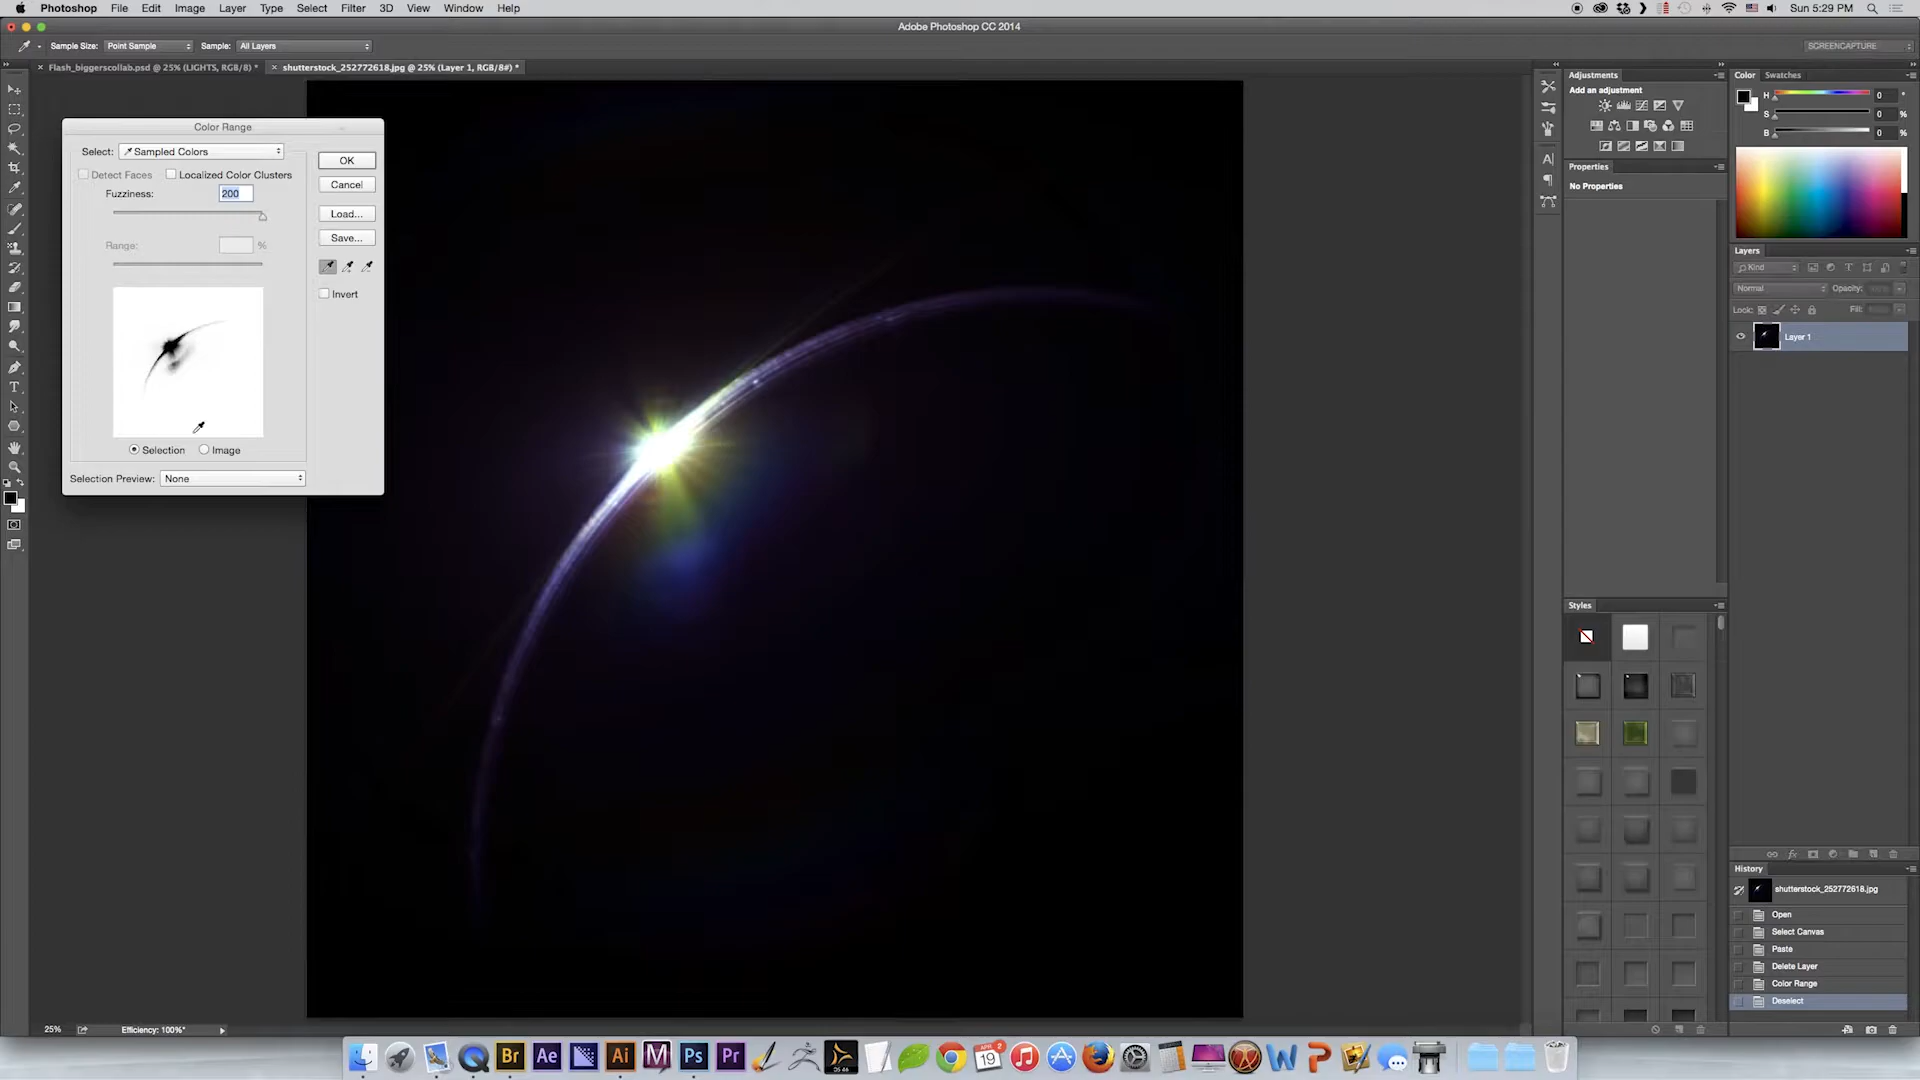 Photoshop File Edit Image Layer Type Select Filter 3D View Window Help Sun 5:29 PM
Adobe Photoshop CC 2014
Sample Size: Point Sample Sample: All Layers SCREENCAPTURE
Flash_biggerscollab.psd @ 25% (LIGHTS, RGB/8) * shutterstock_252772618.jpg @ 25% (Layer 1, RGB/8#) *
Color Range
Select: Sampled Colors
Detect Faces Localized Color Clusters
Fuzziness: 200
Range: %
OK
Cancel
Load...
Save...
Invert
Selection Image
Selection Preview: None
Adjustments
Add an adjustment
Properties
No Properties
Styles
Color Swatches
H 0 °
S 0 %
B 0 %
Layers
Kind
Normal Opacity:
Lock: Fill:
Layer 1
History
shutterstock_252772618.jpg
Open
Select Canvas
Paste
Delete Layer
Color Range
Deselect
25% Efficiency: 100%*
Br Ae Ai M Ps Pr APR 19 2 W P